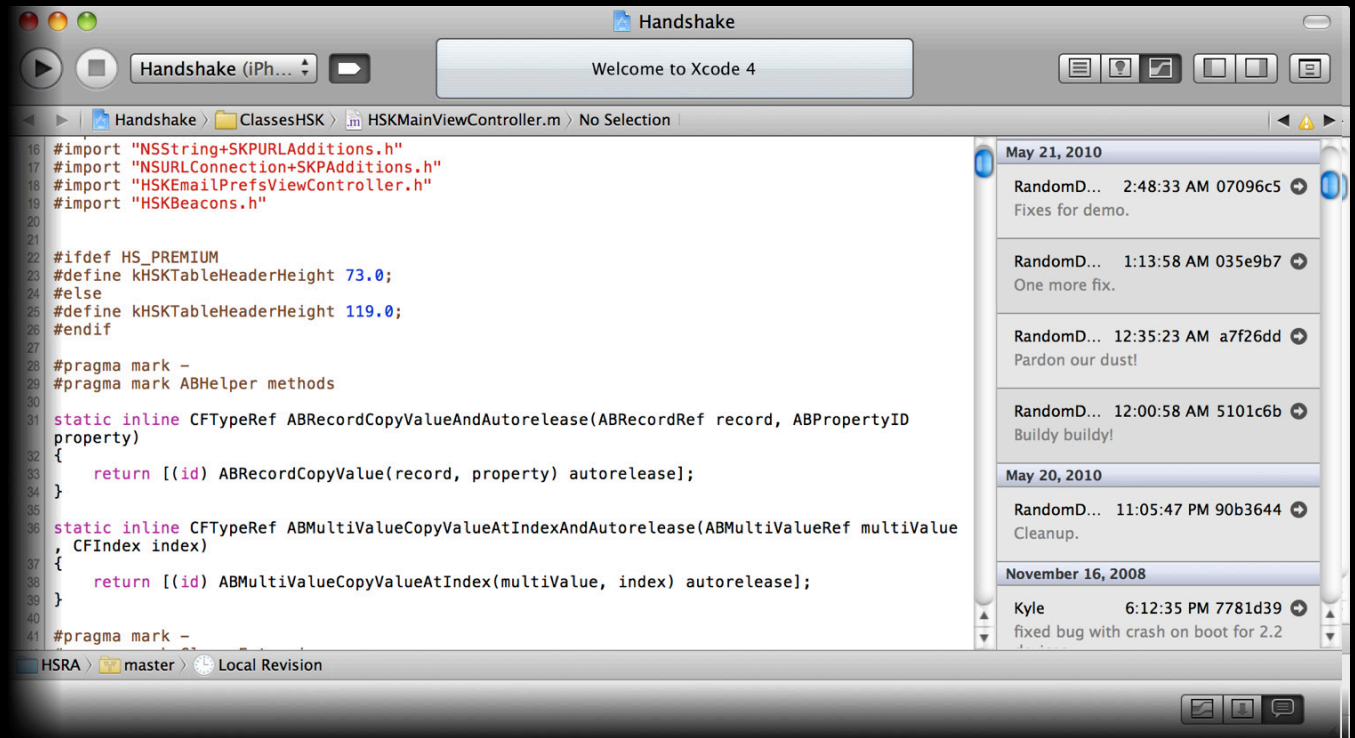 Handshake
Handshake (iPh...
Welcome to Xcode 4
Handshake ClassesHSK .m HSKMainViewController.m No Selection
16 #import "NSString+SKPURLAdditions.h"
17 #import "NSURLConnection+SKPAdditions.h"
18 #import "HSKEmailPrefsViewController.h"
19 #import "HSKBeacons.h"
20
21
22 #ifdef HS_PREMIUM
23 #define kHSKTableHeaderHeight 73.0;
24 #else
25 #define kHSKTableHeaderHeight 119.0;
26 #endif
27
28 #pragma mark -
29 #pragma mark ABHelper methods
30
31 static inline CFTypeRef ABRecordCopyValueAndAutorelease(ABRecordRef record, ABPropertyID
property)
32 {
33 return [(id) ABRecordCopyValue(record, property) autorelease];
34 }
35
36 static inline CFTypeRef ABMultiValueCopyValueAtIndexAndAutorelease(ABMultiValueRef multiValue
, CFIndex index)
37 {
38 return [(id) ABMultiValueCopyValueAtIndex(multiValue, index) autorelease];
39 }
40
41 #pragma mark -
May 21, 2010
RandomD... 2:48:33 AM 07096c5
Fixes for demo.
RandomD... 1:13:58 AM 035e9b7
One more fix.
RandomD... 12:35:23 AM a7f26dd
Pardon our dust!
RandomD... 12:00:58 AM 5101c6b
Buildy buildy!
May 20, 2010
RandomD... 11:05:47 PM 90b3644
Cleanup.
November 16, 2008
Kyle 6:12:35 PM 7781d39
fixed bug with crash on boot for 2.2
HSRA master Local Revision